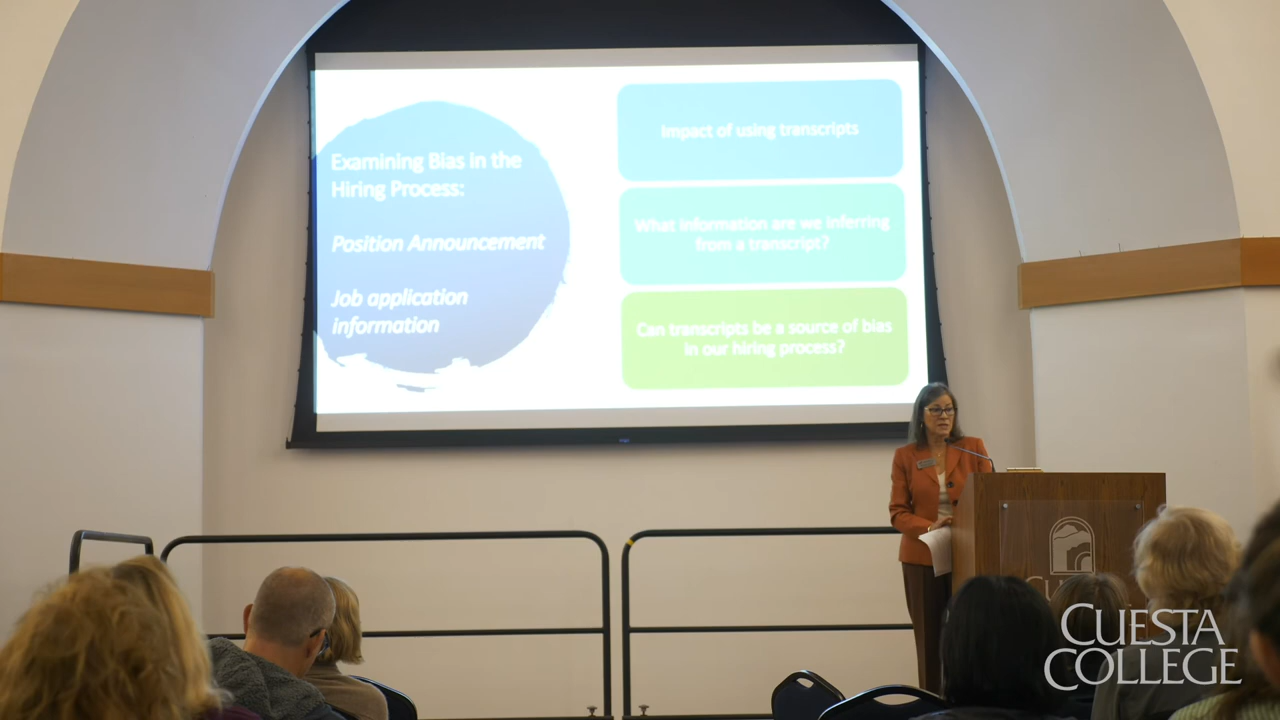 Examining Bias in the
Hiring Process:
Position Announcement
Job application
information
Impact of using transcripts
What information are we inferring
from a transcript?
Can transcripts be a source of bias
in our hiring process?
CUESTA
COLLEGE